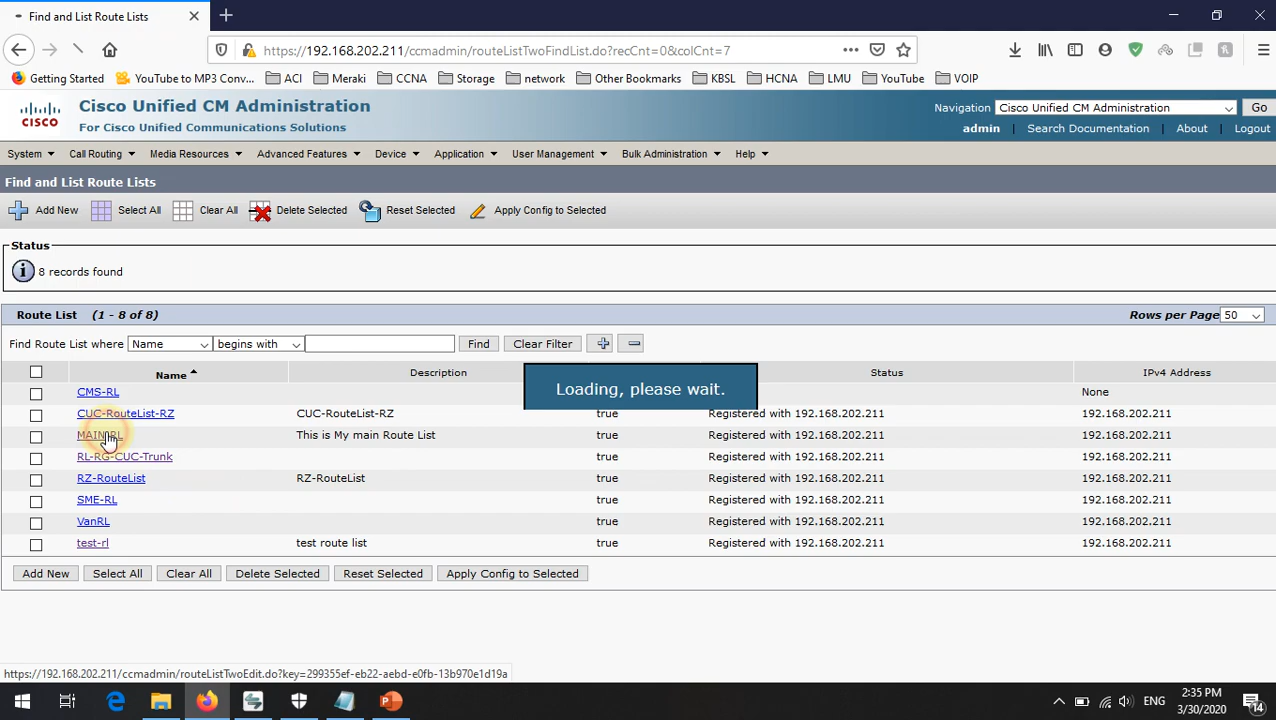 Find and List Route Lists
https://192.168.202.211/ccmadmin/routeListTwoFindList.do?recCnt=0&colCnt=7
Getting Started YouTube to MP3 Conv... ACI Meraki CCNA Storage network Other Bookmarks KBSL HCNA LMU YouTube VOIP
Cisco Unified CM Administration
For Cisco Unified Communications Solutions
CISCO
Navigation Cisco Unified CM Administration Go
admin Search Documentation About Logout
System Call Routing Media Resources Advanced Features Device Application User Management Bulk Administration Help
Find and List Route Lists
Add New Select All Clear All Delete Selected Reset Selected Apply Config to Selected
Status
8 records found
Route List (1 - 8 of 8) Rows per Page 50
Find Route List where Name begins with Find Clear Filter
Name Description Status IPv4 Address
Loading, please wait.
CMS-RL None
CUC-RouteList-RZ CUC-RouteList-RZ true Registered with 192.168.202.211 192.168.202.211
MAIN-RL This is My main Route List true Registered with 192.168.202.211 192.168.202.211
RL-RG-CUC-Trunk true Registered with 192.168.202.211 192.168.202.211
RZ-RouteList RZ-RouteList true Registered with 192.168.202.211 192.168.202.211
SME-RL true Registered with 192.168.202.211 192.168.202.211
VanRL true Registered with 192.168.202.211 192.168.202.211
test-rl test route list true Registered with 192.168.202.211 192.168.202.211
Add New Select All Clear All Delete Selected Reset Selected Apply Config to Selected
https://192.168.202.211/ccmadmin/routeListTwoEdit.do?key=299355ef-eb22-aebd-e0fb-13b970e1d19a
ENG
2:35 PM
3/30/2020
14